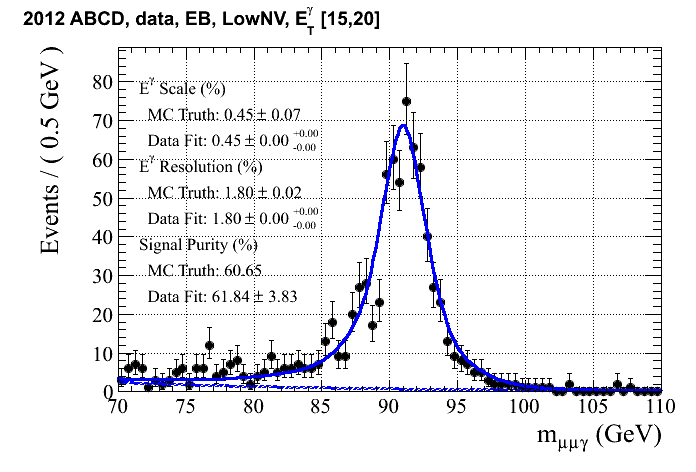 2012 ABCD, data, EB, LowNV, E_T^γ [15,20]
Events / ( 0.5 GeV )
80
70
60
50
40
30
20
10
0
E^γ Scale (%)
MC Truth: 0.45 ± 0.07
Data Fit: 0.45 ± 0.00 +0.00 -0.00
E^γ Resolution (%)
MC Truth: 1.80 ± 0.02
Data Fit: 1.80 ± 0.00 +0.00 -0.00
Signal Purity (%)
MC Truth: 60.65
Data Fit: 61.84 ± 3.83
70 75 80 85 90 95 100 105 110
m_μμγ (GeV)